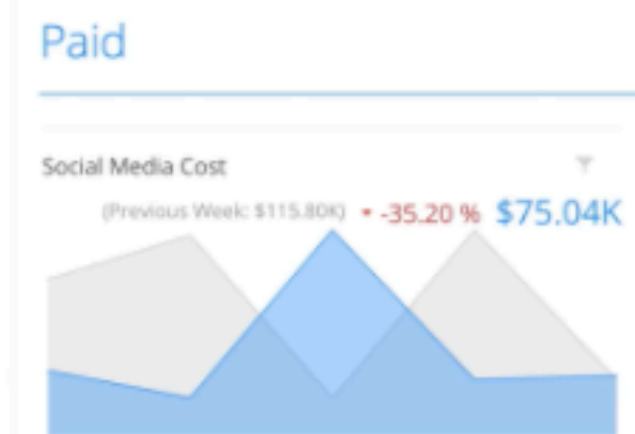 Paid
Social Media Cost
(Previous Week: $115.80K) -35.20 % $75.04K